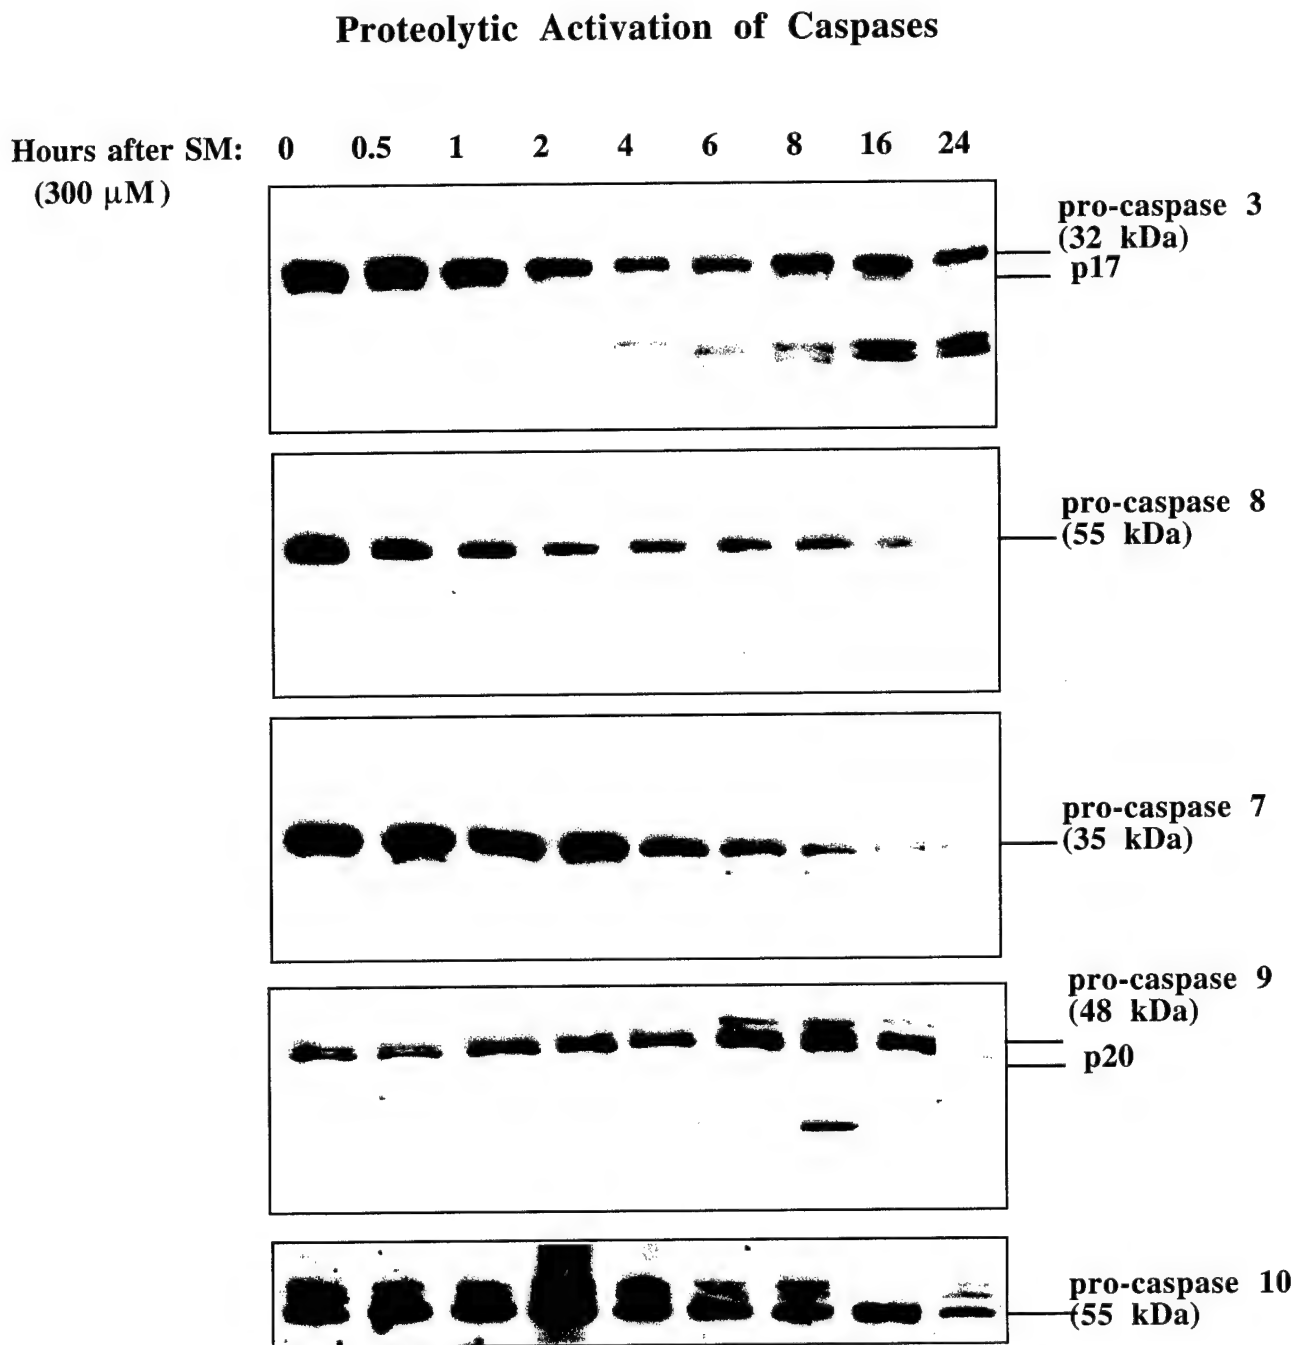 Proteolytic Activation of Caspases
Hours after SM: 0 0.5 1 2 4 6 8 16 24
(300 µM)
pro-caspase 3
(32 kDa)
p17
pro-caspase 8
(55 kDa)
pro-caspase 7
(35 kDa)
pro-caspase 9
(48 kDa)
p20
pro-caspase 10
(55 kDa)